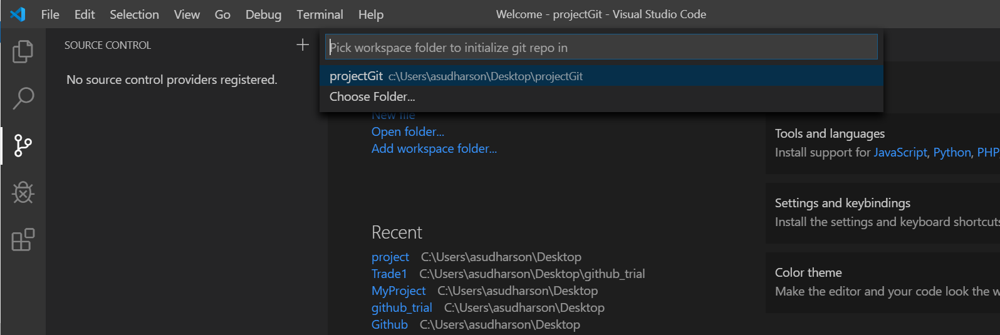 File Edit Selection View Go Debug Terminal Help Welcome - projectGit - Visual Studio Code
SOURCE CONTROL
No source control providers registered.
Pick workspace folder to initialize git repo in
projectGit c:\Users\asudharson\Desktop\projectGit
Choose Folder...
New file
Open folder...
Add workspace folder...
Recent
project C:\Users\asudharson\Desktop
Trade1 C:\Users\asudharson\Desktop\github_trial
MyProject C:\Users\asudharson\Desktop
github_trial C:\Users\asudharson\Desktop
Github C:\Users\asudharson\Desktop
Tools and languages
Install support for JavaScript, Python, PHP,
Settings and keybindings
Install the settings and keyboard shortcuts
Color theme
Make the editor and your code look the w